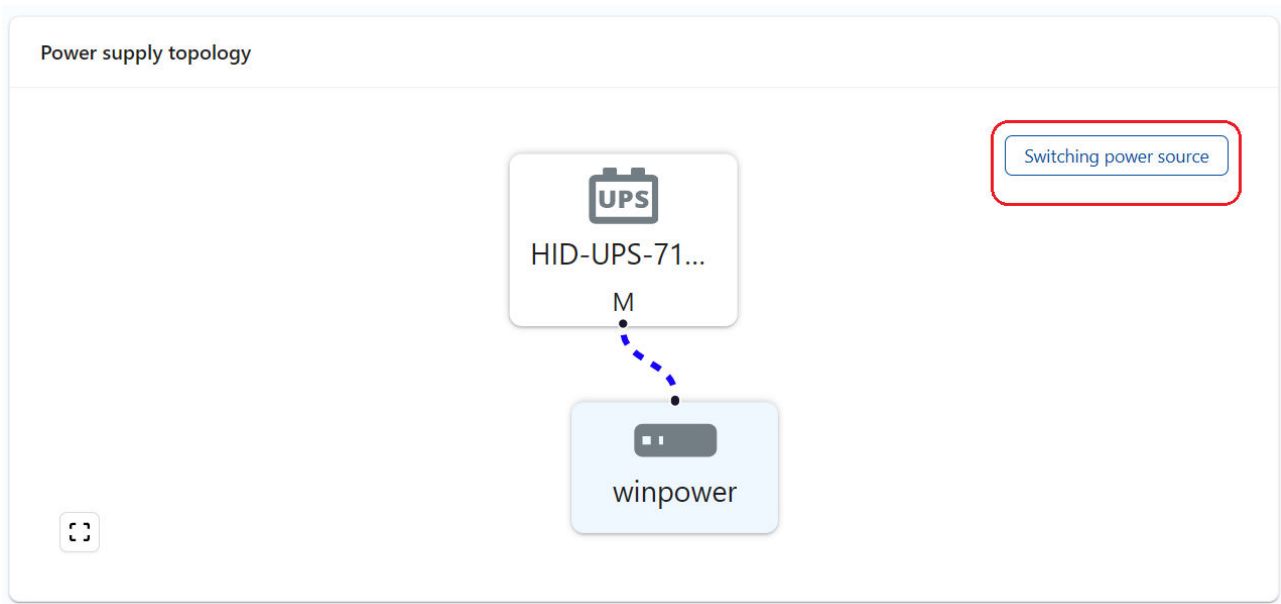 Power supply topology
Switching power source
UPS
HID-UPS-71...
M
winpower